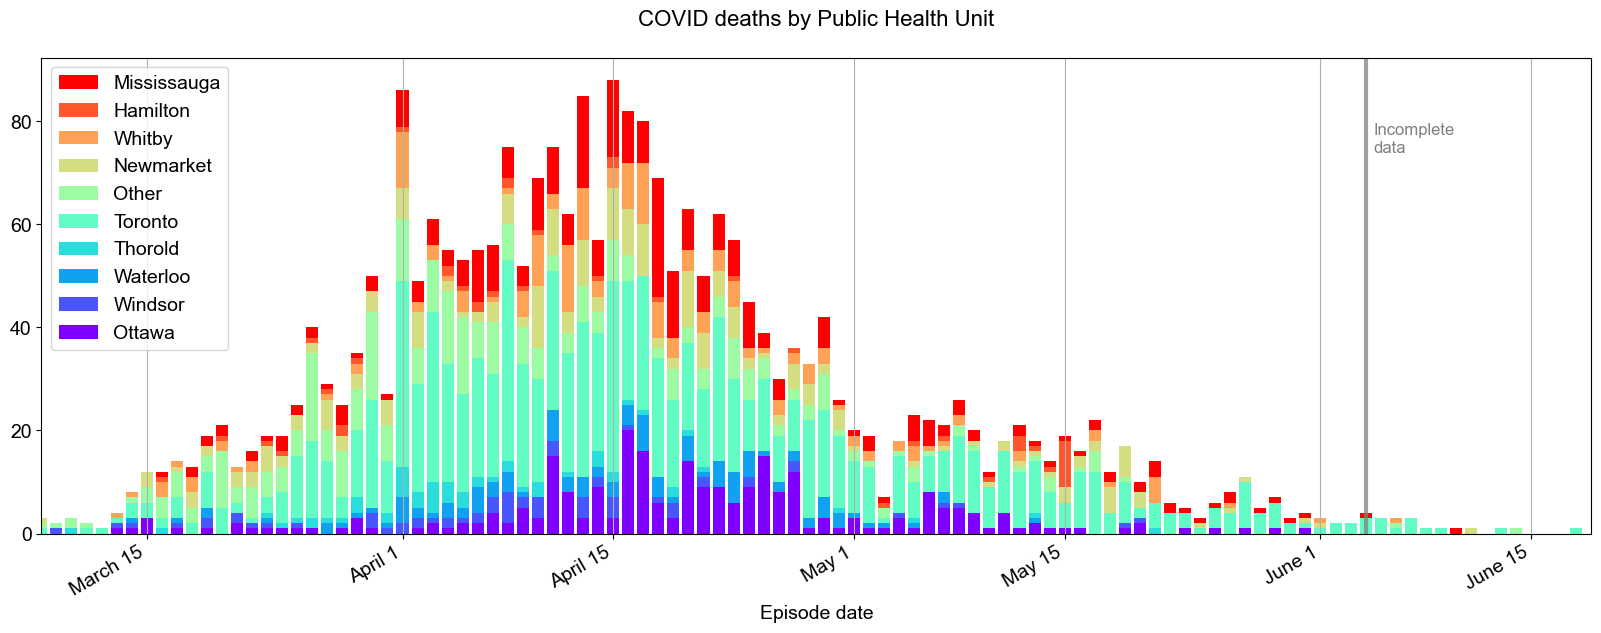 COVID deaths by Public Health Unit
Mississauga
Hamilton
Whitby
Newmarket
Other
Toronto
Thorold
Waterloo
Windsor
Ottawa
Incomplete
data
80
60
40
20
0
March 15
April 1
April 15
May 1
May 15
June 1
June 15
Episode date